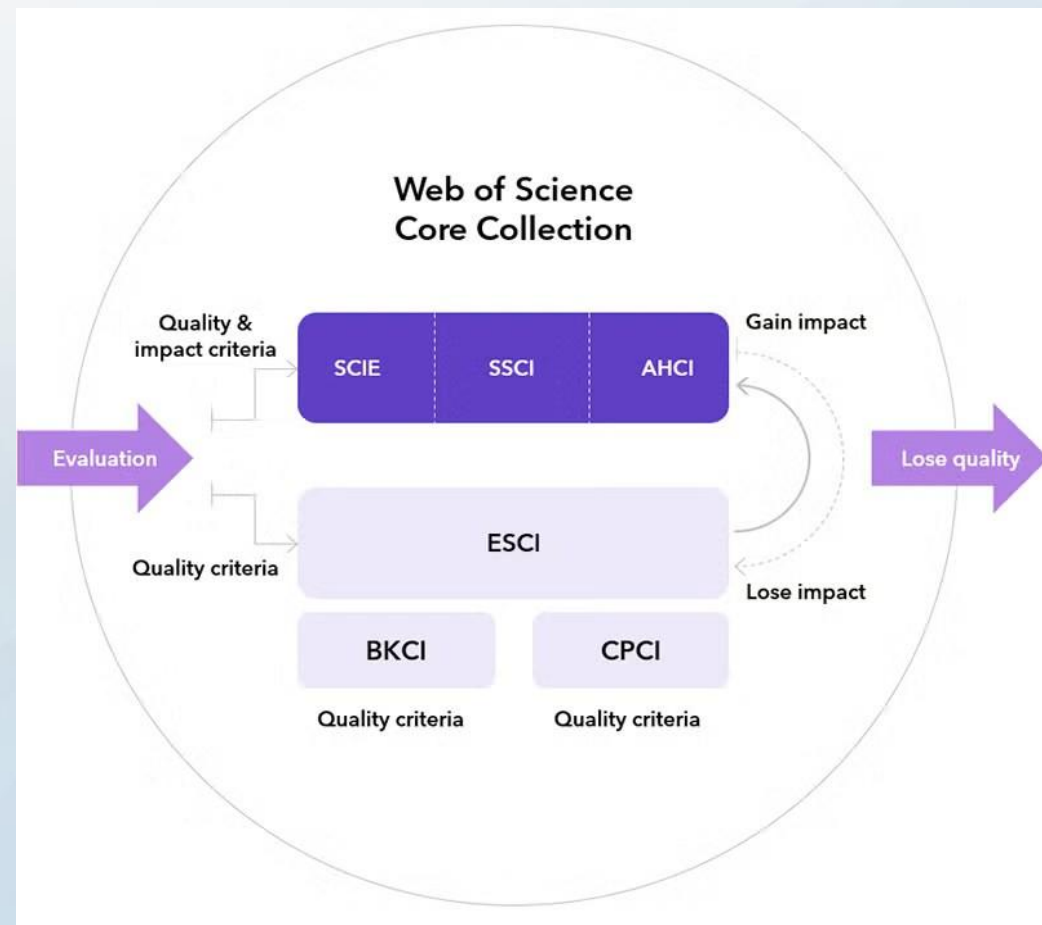 Web of Science
Core Collection
Quality &
impact criteria
Gain impact
SCIE
SSCI
AHCI
Evaluation
Lose quality
ESCI
Quality criteria
Lose impact
BKCI
CPCI
Quality criteria
Quality criteria